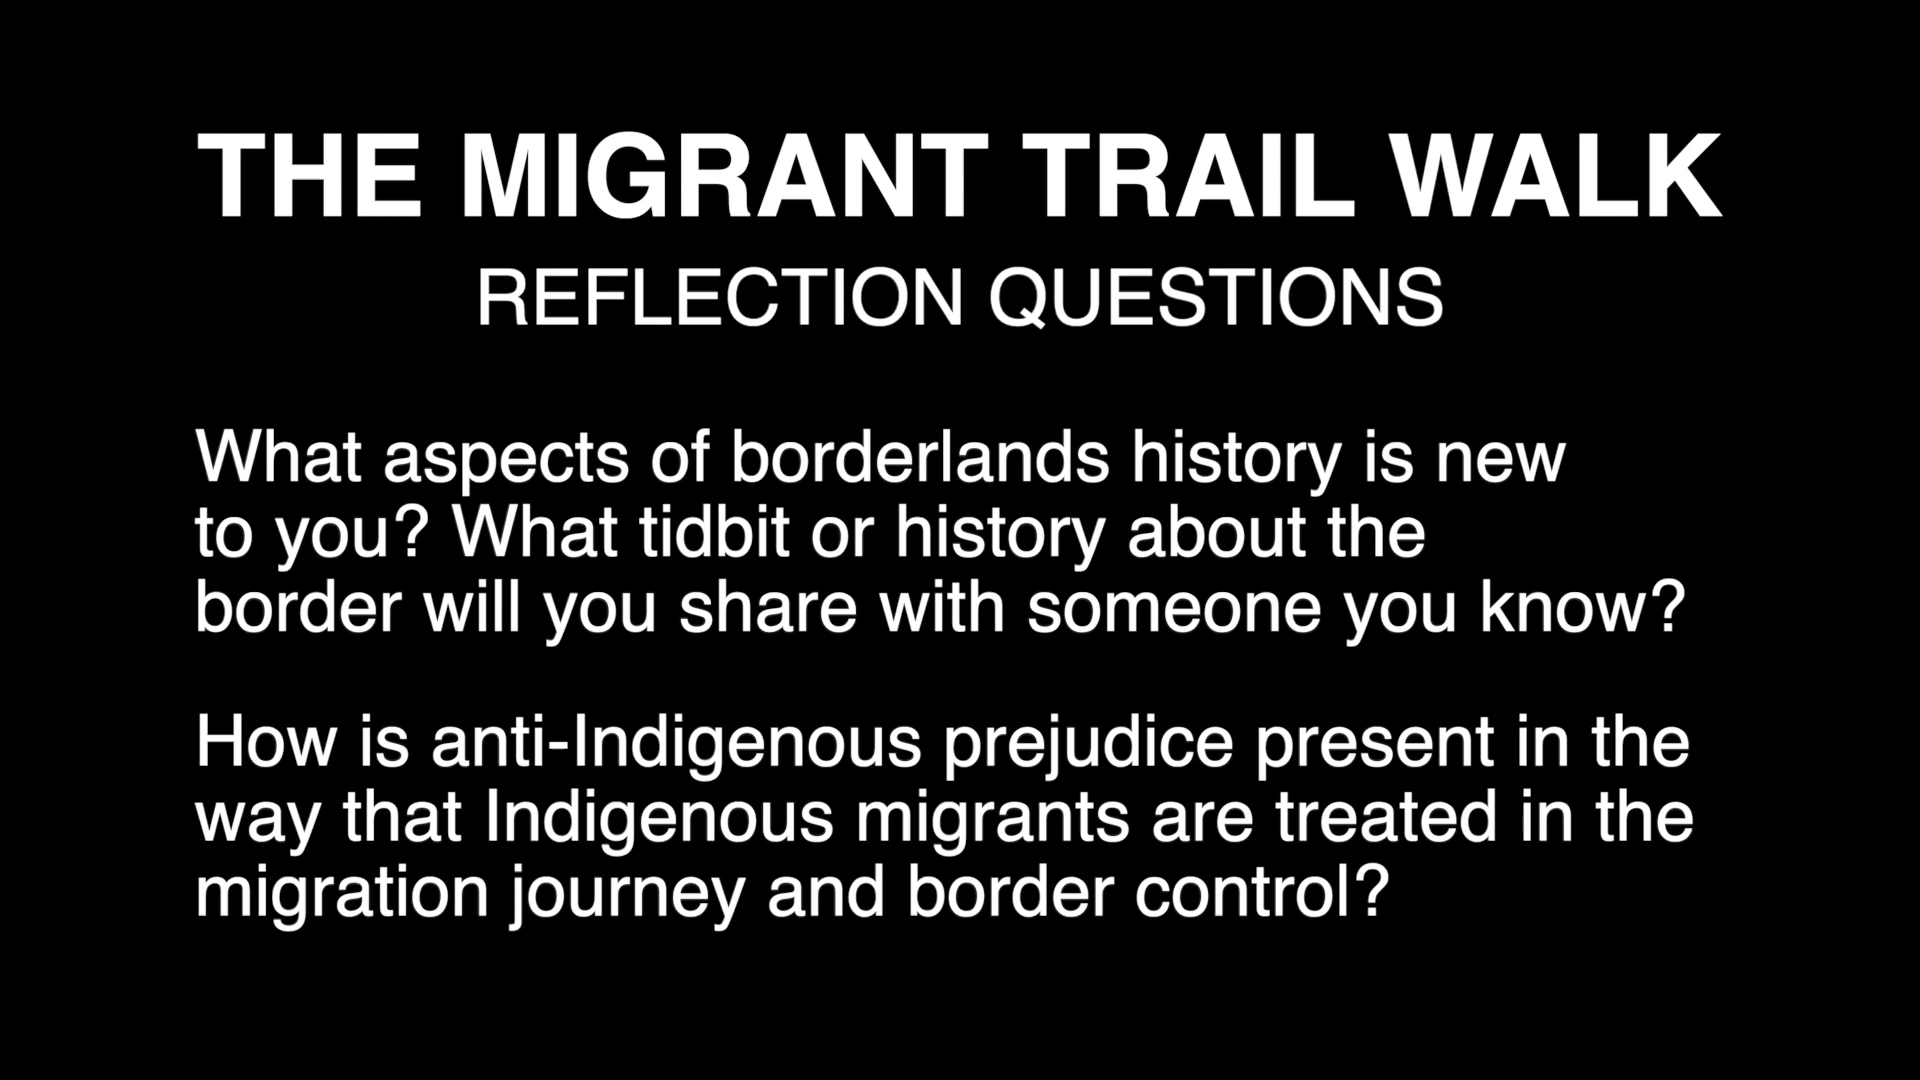 THE MIGRANT TRAIL WALK
REFLECTION QUESTIONS
What aspects of borderlands history is new
to you? What tidbit or history about the
border will you share with someone you know?
How is anti-Indigenous prejudice present in the
way that Indigenous migrants are treated in the
migration journey and border control?